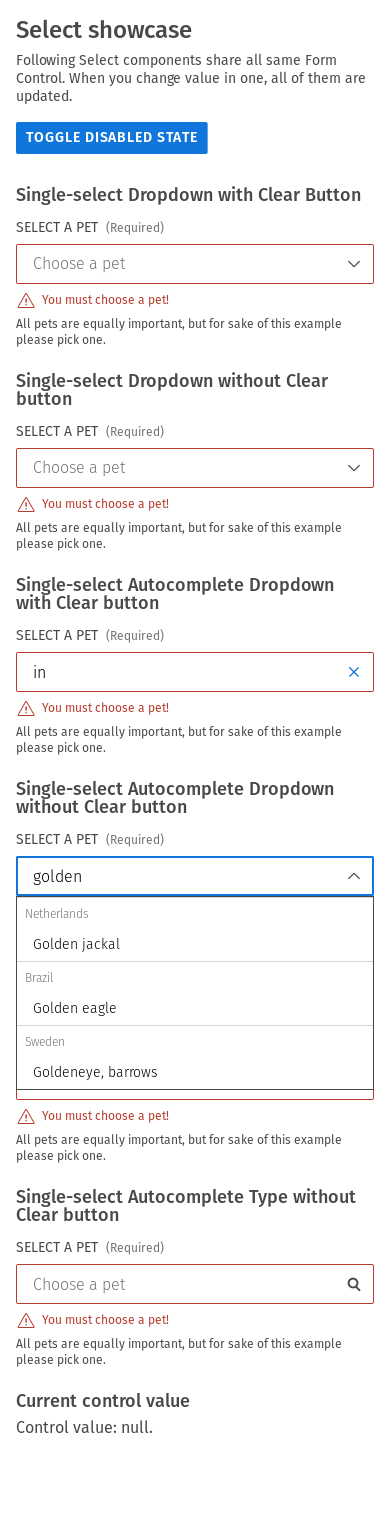 Select showcase
Following Select components share all same Form
Control. When you change value in one, all of them are
updated.
TOGGLE DISABLED STATE
Single-select Dropdown with Clear Button
SELECT A PET (Required)
Choose a pet
You must choose a pet!
All pets are equally important, but for sake of this example
please pick one.
Single-select Dropdown without Clear
button
SELECT A PET (Required)
Choose a pet
You must choose a pet!
All pets are equally important, but for sake of this example
please pick one.
Single-select Autocomplete Dropdown
with Clear button
SELECT A PET (Required)
in
You must choose a pet!
All pets are equally important, but for sake of this example
please pick one.
Single-select Autocomplete Dropdown
without Clear button
SELECT A PET (Required)
golden
Netherlands
Golden jackal
Brazil
Golden eagle
Sweden
Goldeneye, barrows
You must choose a pet!
All pets are equally important, but for sake of this example
please pick one.
Single-select Autocomplete Type without
Clear button
SELECT A PET (Required)
Choose a pet
You must choose a pet!
All pets are equally important, but for sake of this example
please pick one.
Current control value
Control value: null.